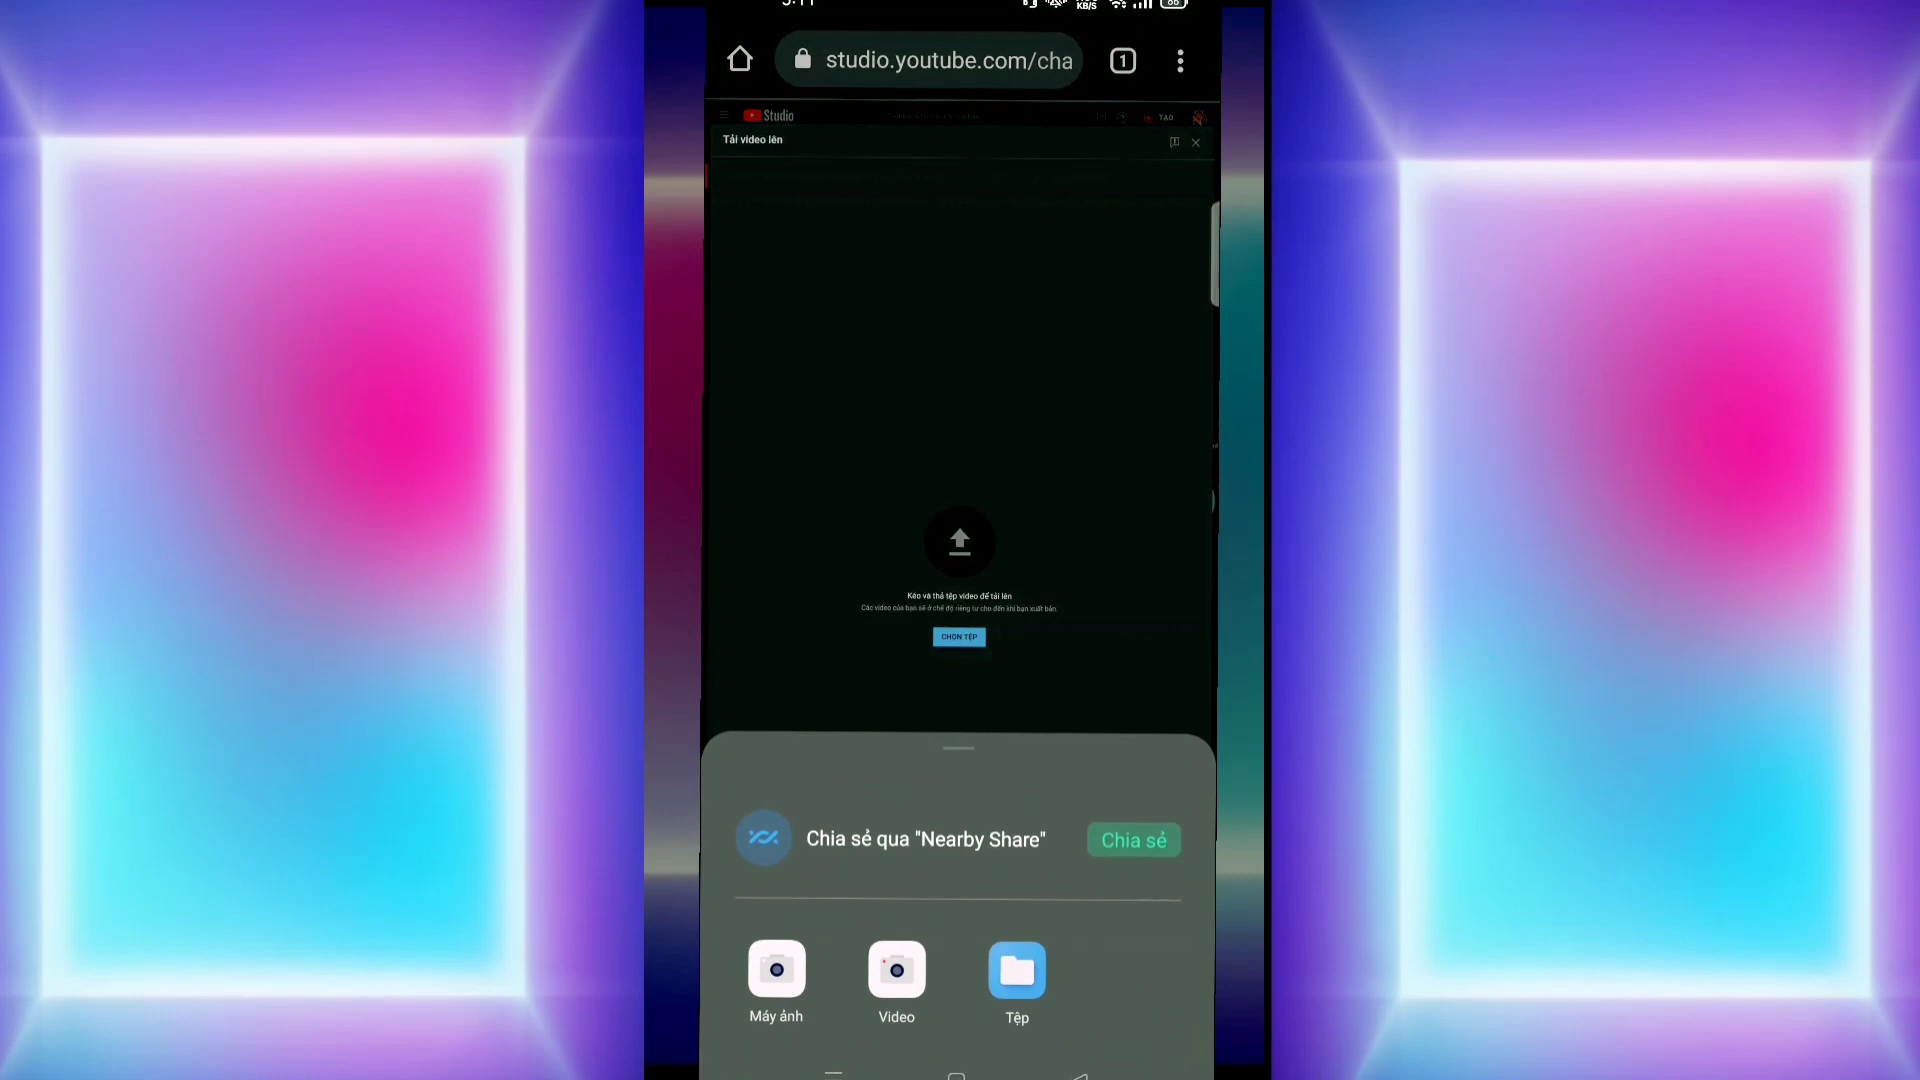 KB/S
studio.youtube.com/cha
1
Studio
TẠO
Tải video lên
Kéo và thả tệp video để tải lên
Các video của bạn sẽ ở chế độ riêng tư cho đến khi bạn xuất bản.
CHỌN TỆP
Chia sẻ qua "Nearby Share"
Chia sẻ
Máy ảnh
Video
Tệp